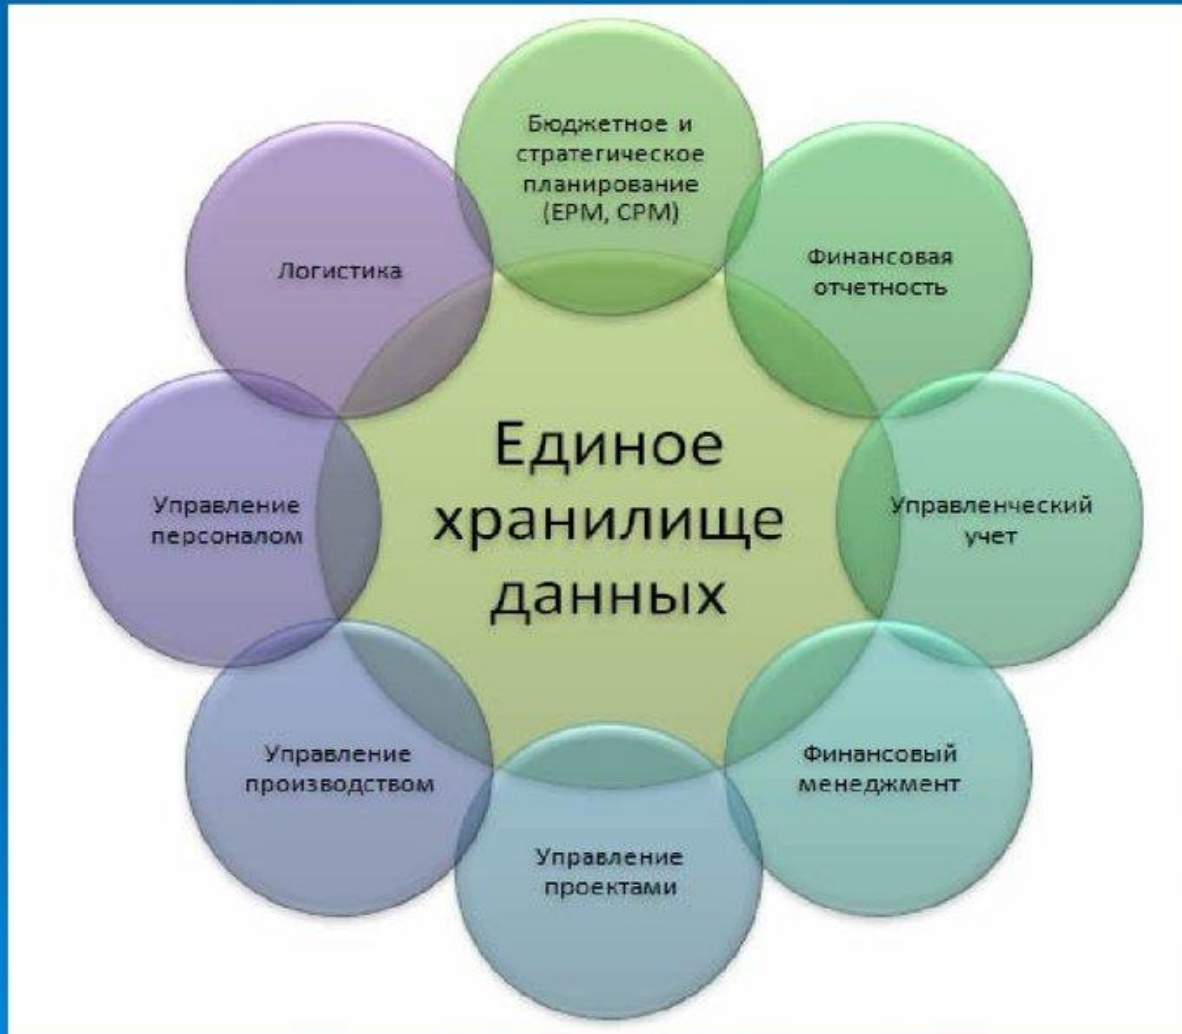 Бюджетное и
стратегическое
планирование
(EPM, CPM)
Финансовая
отчетность
Управленческий
учет
Финансовый
менеджмент
Управление
проектами
Управление
производством
Управление
персоналом
Логистика
Единое
хранилище
данных